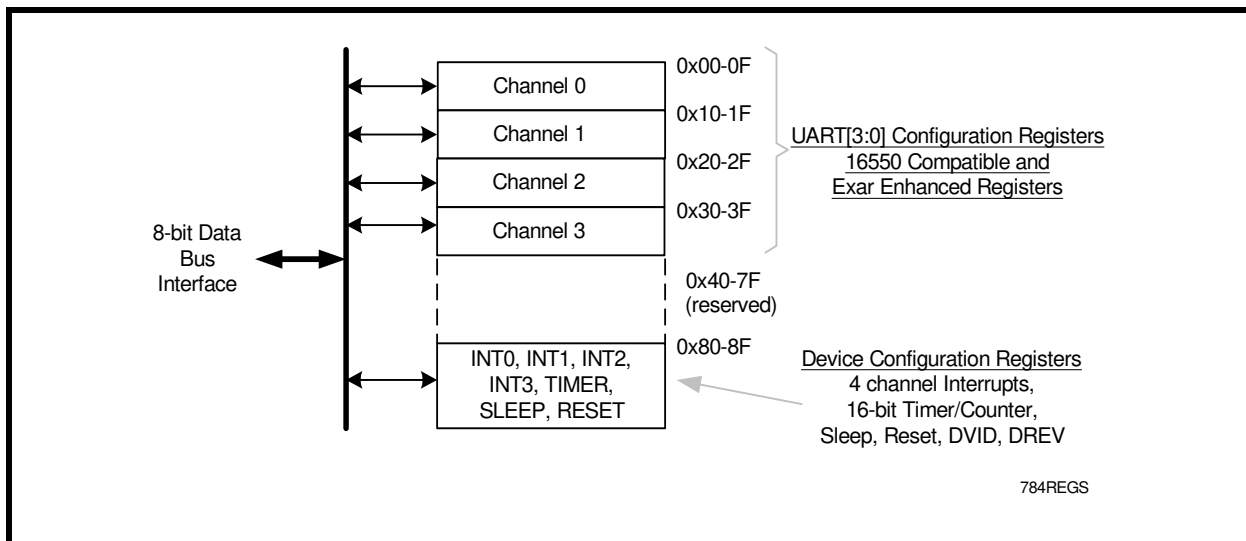 Channel 0
0x00-0F
Channel 1
0x10-1F
Channel 2
0x20-2F
Channel 3
0x30-3F
UART[3:0] Configuration Registers
16550 Compatible and
Exar Enhanced Registers
8-bit Data
Bus
Interface
0x40-7F
(reserved)
0x80-8F
INT0, INT1, INT2,
INT3, TIMER,
SLEEP, RESET
Device Configuration Registers
4 channel Interrupts,
16-bit Timer/Counter,
Sleep, Reset, DVID, DREV
784REGS